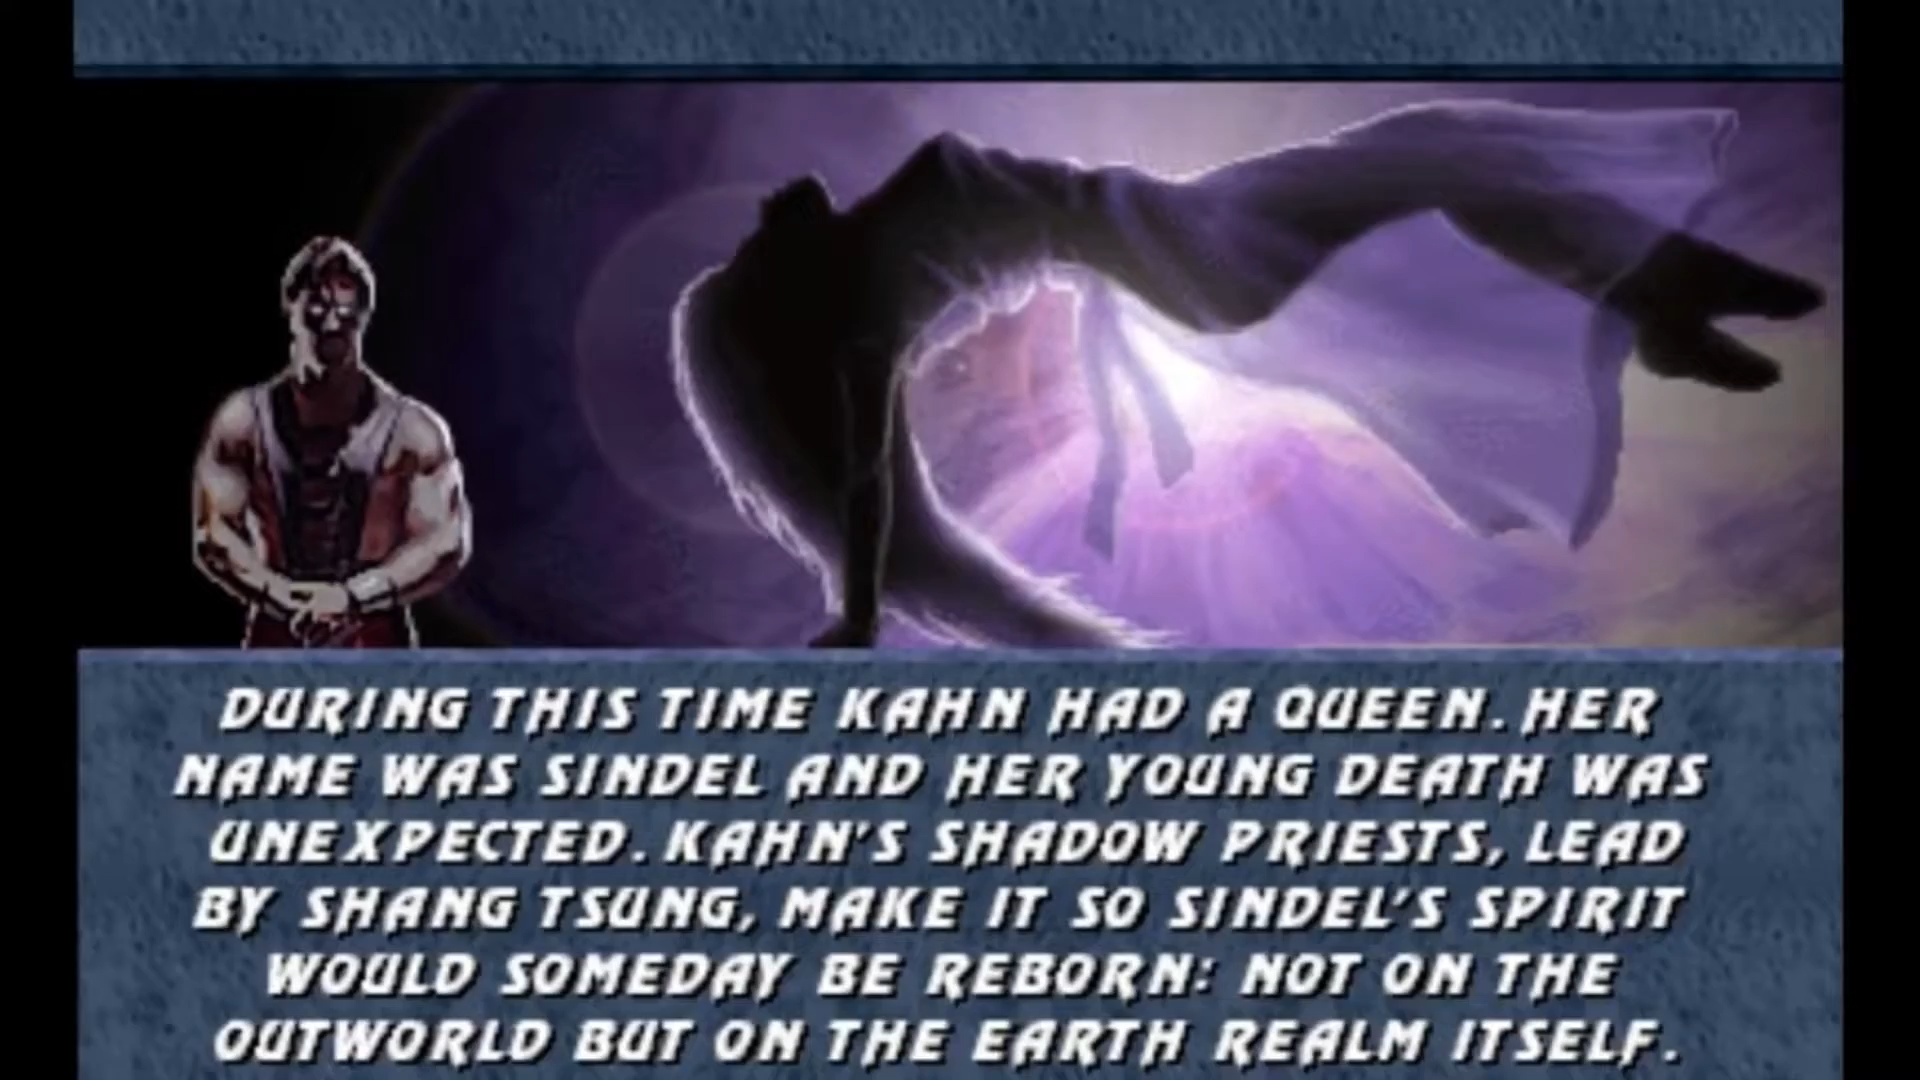 DURING THIS TIME KAHN HAD A QUEEN. HER
NAME WAS SINDEL AND HER YOUNG DEATH WAS
UNEXPECTED. KAHN'S SHADOW PRIESTS, LEAD
BY SHANG TSUNG, MAKE IT SO SINDEL'S SPIRIT
WOULD SOMEDAY BE REBORN: NOT ON THE
OUTWORLD BUT ON THE EARTH REALM ITSELF.